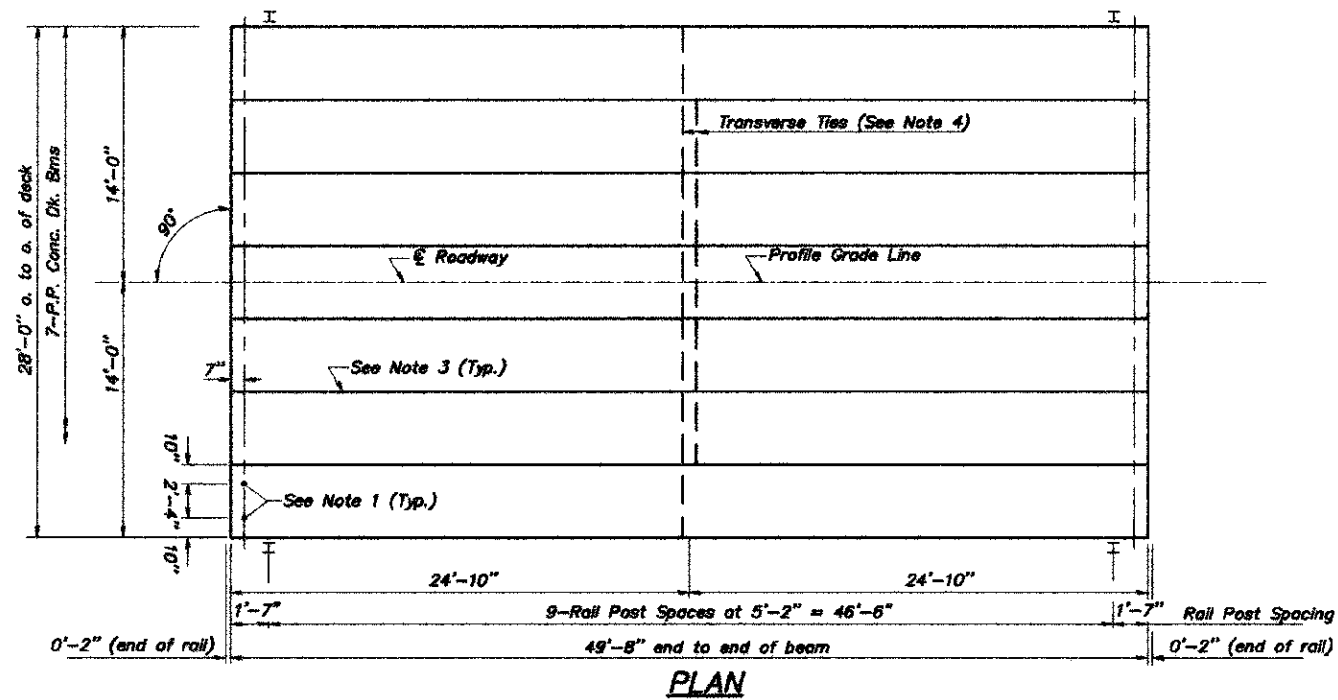 I I
28'-0" o. to o. of deck
7-P.P. Conc. Dk. Bms
14'-0"
14'-0"
90°
Transverse Ties (See Note 4)
℄ Roadway
Profile Grade Line
7"
See Note 3 (Typ.)
10"
2'-4"
10"
See Note 1 (Typ.)
I I
24'-10" 24'-10"
1'-7" 9-Rail Post Spaces at 5'-2" = 46'-6" 1'-7" Rail Post Spacing
0'-2" (end of rail) 49'-8" end to end of beam 0'-2" (end of rail)
PLAN